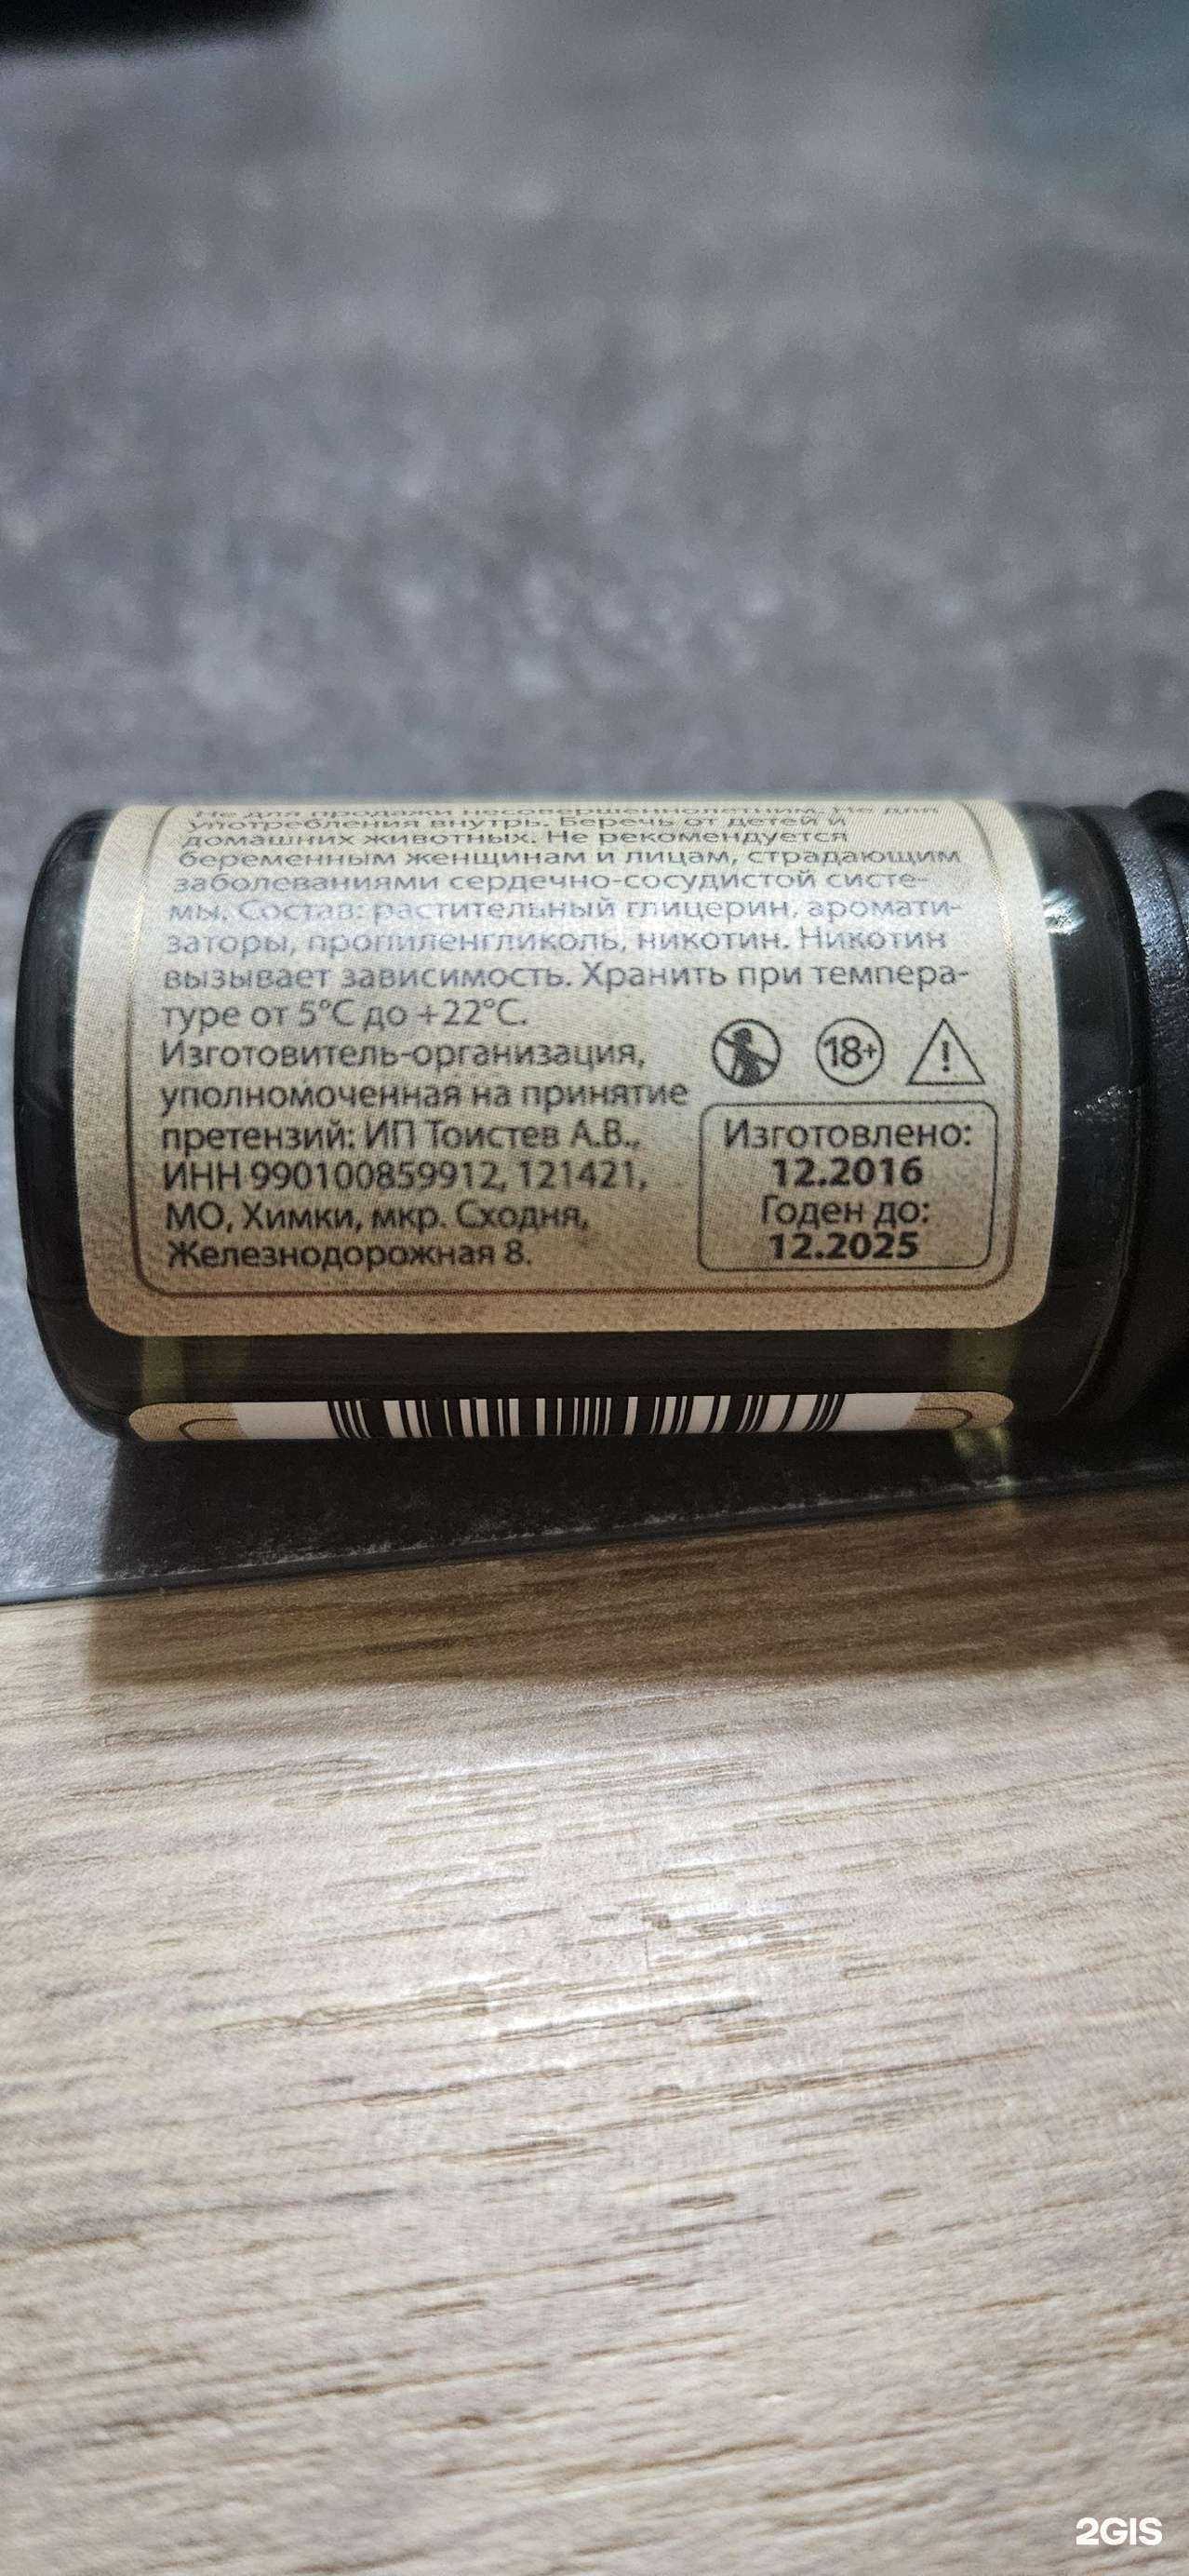 Не для продажи несовершеннолетним. Не для
употребления внутрь. Беречь от детей и
домашних животных. Не рекомендуется
беременным женщинам и лицам, страдающим
заболеваниями сердечно-сосудистой систе-
мы. Состав: растительный глицерин, аромати-
заторы, пропиленгликоль, никотин. Никотин
вызывает зависимость. Хранить при темпера-
туре от 5°С до +22°С.
Изготовитель-организация,
уполномоченная на принятие
претензий: ИП Тоистев А.В.,
ИНН 990100859912, 121421,
МО, Химки, мкр. Сходня,
Железнодорожная 8.
18+
Изготовлено:
12.2016
Годен до:
12.2025
2GIS